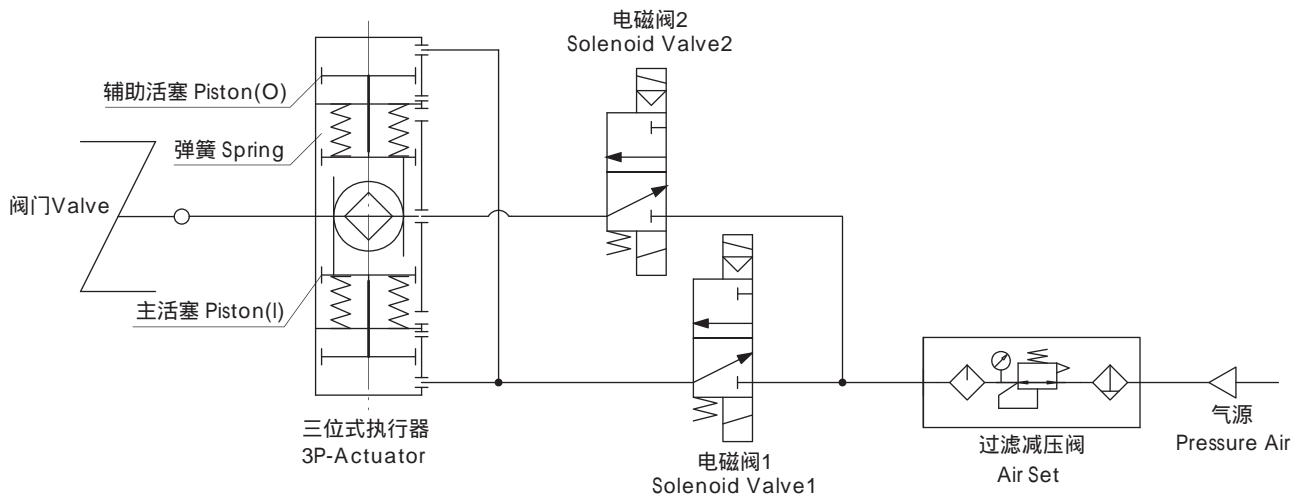 电磁阀2
Solenoid Valve2
辅助活塞 Piston(O)
弹簧 Spring
阀门Valve
主活塞 Piston(I)
三位式执行器
3P-Actuator
电磁阀1
Solenoid Valve1
过滤减压阀
Air Set
气源
Pressure Air